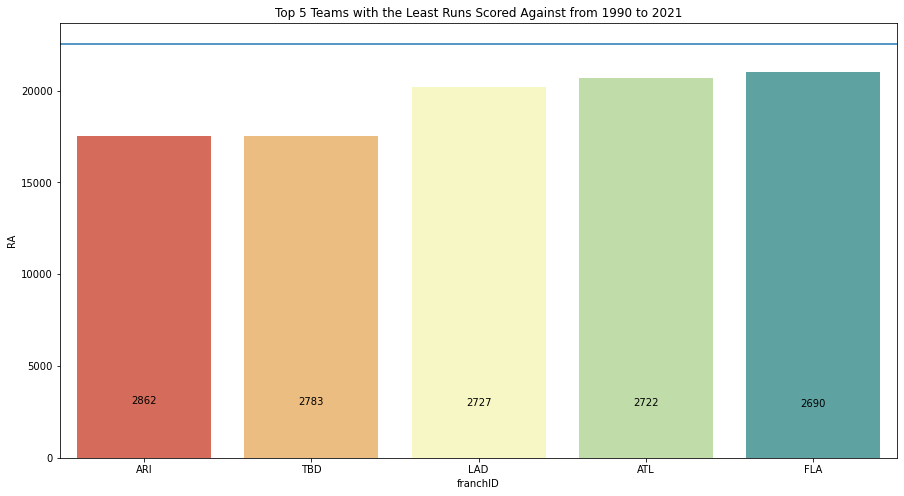 Top 5 Teams with the Least Runs Scored Against from 1990 to 2021
RA
20000
15000
10000
5000
0
2862
2783
2727
2722
2690
ARI
TBD
LAD
ATL
FLA
franchID